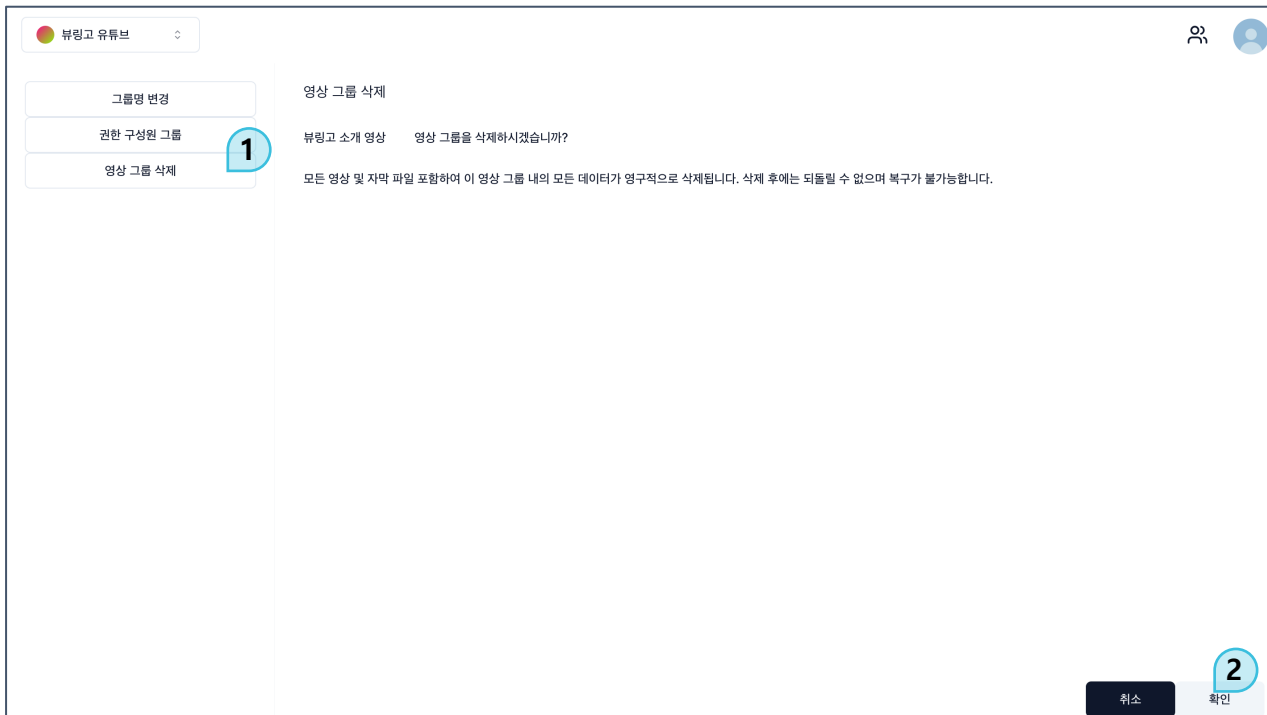 뷰링고 유튜브
그룹명 변경
권한 구성원 그룹
1
영상 그룹 삭제
영상 그룹 삭제
뷰링고 소개 영상 영상 그룹을 삭제하시겠습니까?
모든 영상 및 자막 파일 포함하여 이 영상 그룹 내의 모든 데이터가 영구적으로 삭제됩니다. 삭제 후에는 되돌릴 수 없으며 복구가 불가능합니다.
2
취소 확인